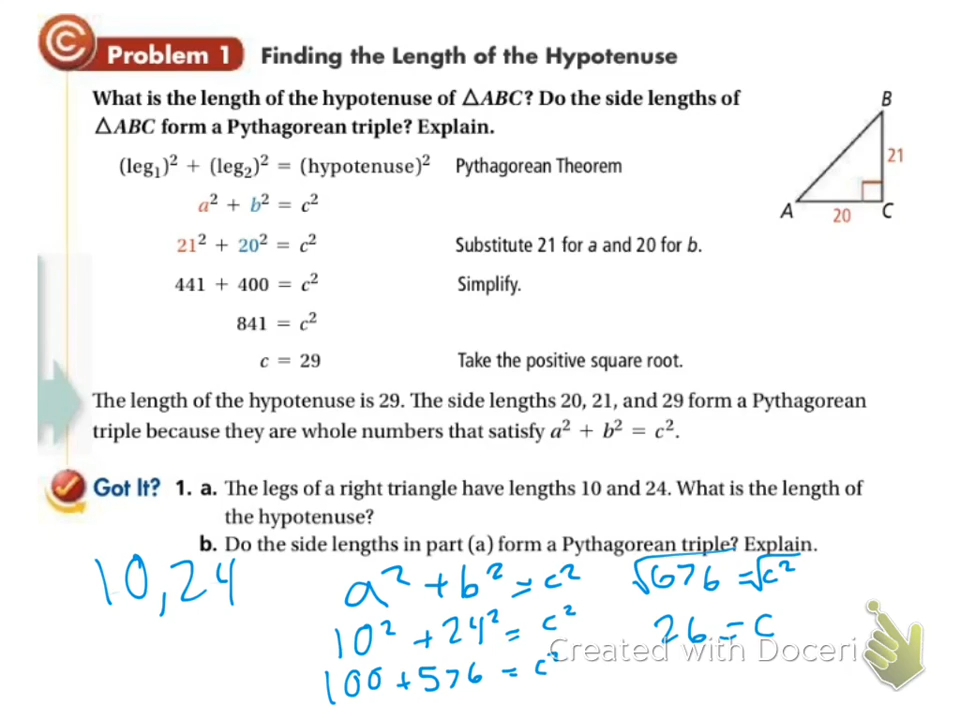 Problem 1 Finding the Length of the Hypotenuse
What is the length of the hypotenuse of △ABC? Do the side lengths of
△ABC form a Pythagorean triple? Explain.
(leg₁)² + (leg₂)² = (hypotenuse)² Pythagorean Theorem
a² + b² = c²
21² + 20² = c² Substitute 21 for a and 20 for b.
441 + 400 = c² Simplify.
841 = c²
c = 29 Take the positive square root.
B
21
A 20 C
The length of the hypotenuse is 29. The side lengths 20, 21, and 29 form a Pythagorean
triple because they are whole numbers that satisfy a² + b² = c².
Got It? 1. a. The legs of a right triangle have lengths 10 and 24. What is the length of
the hypotenuse?
b. Do the side lengths in part (a) form a Pythagorean triple? Explain.
10, 24
a² + b² = c²
10² + 24² = c²
100 + 576 = c²
√676 = √c²
26 = c
Created with Doceri